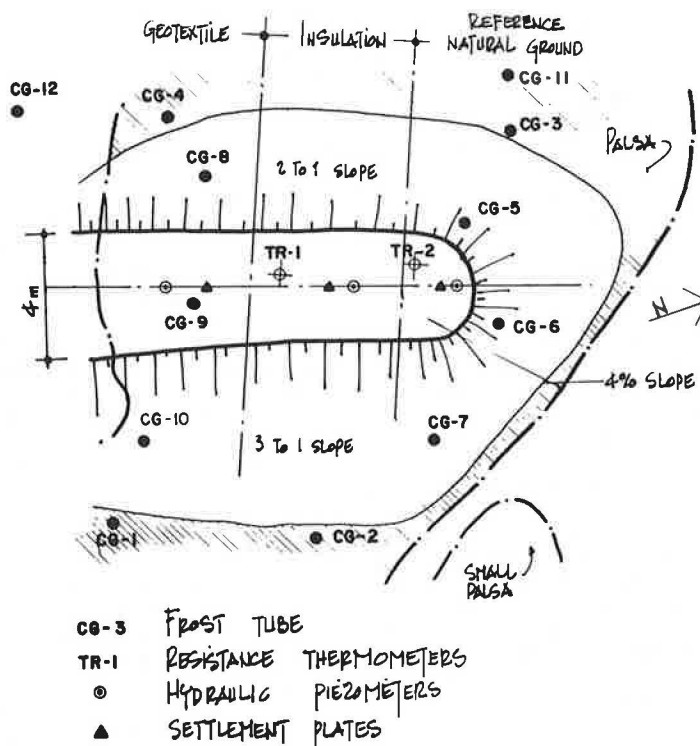 GEOTEXTILE
INSULATION
REFERENCE
NATURAL GROUND
CG-11
CG-12
CG-4
CG-3
PALSA
CG-8
2 TO 1 SLOPE
CG-5
TR-1
TR-2
4m
CG-9
CG-6
N
4% SLOPE
CG-10
3 TO 1 SLOPE
CG-7
CG-1
CG-2
SMALL
PALSA
CG-3 FROST TUBE
TR-1 RESISTANCE THERMOMETERS
HYDRAULIC PIEZOMETERS
SETTLEMENT PLATES